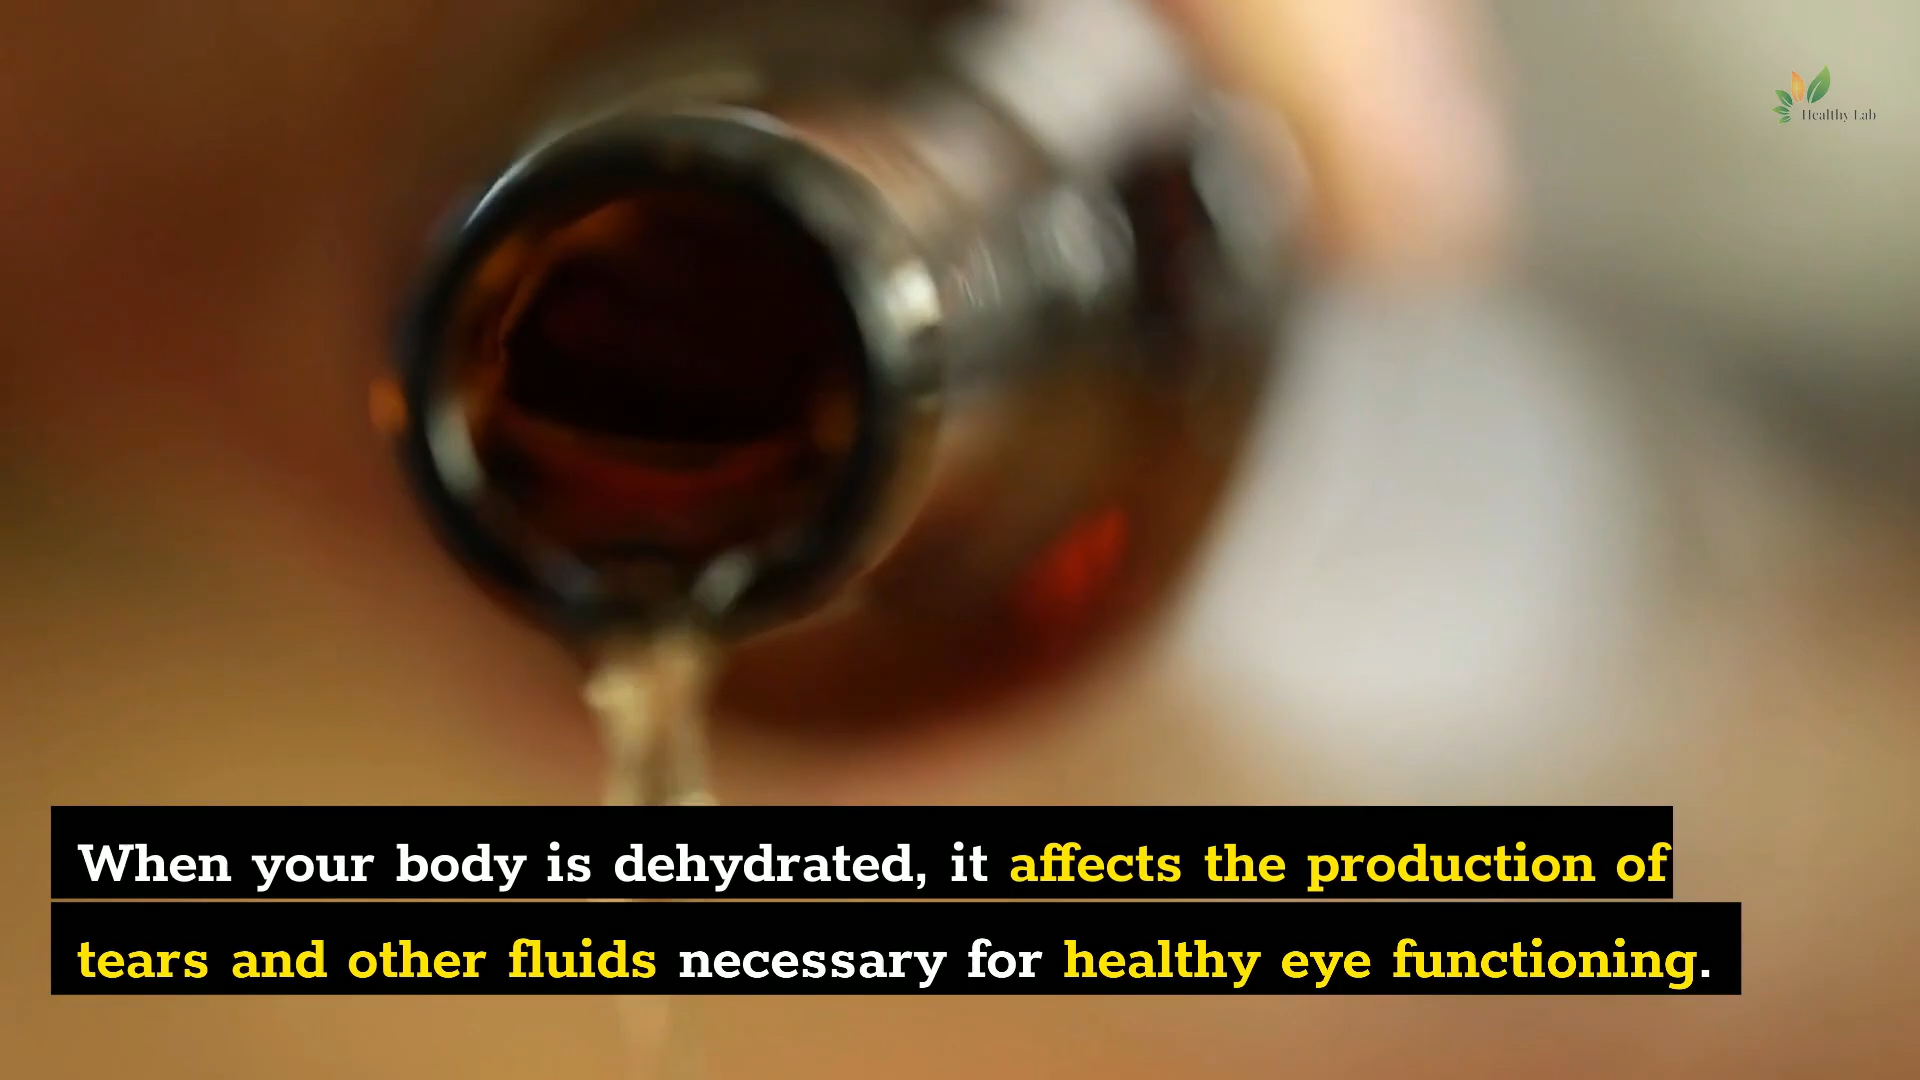 Healthy Lab
When your body is dehydrated, it affects the production of
tears and other fluids necessary for healthy eye functioning.